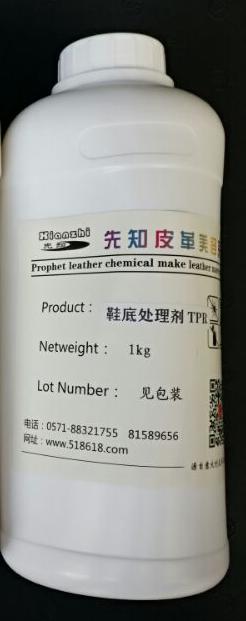 Xianzhi
先知
先知皮革美容
Prophet leather chemical make leather more
Product： 鞋底处理剂 TPR
Netweight： 1kg
Lot Number： 见包装
电话：0571-88321755 81589656
网址：www.518618.com